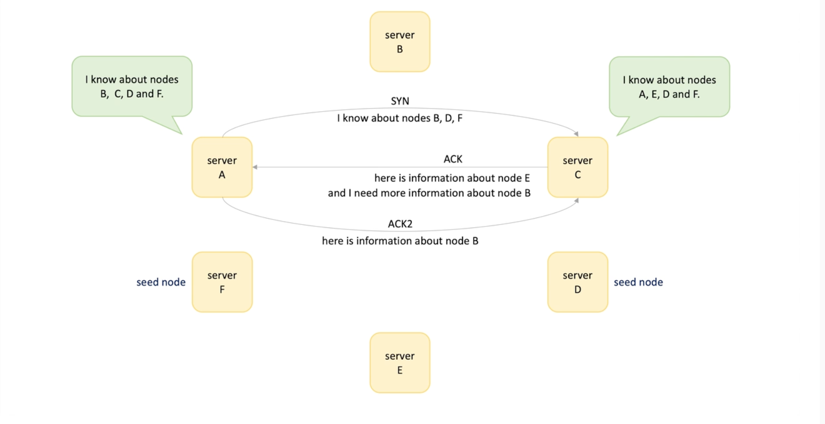 server
B
I know about nodes
B,  C, D and F.
I know about nodes
A, E, D and F.
SYN
I know about nodes B, D, F
server
A
ACK
server
C
here is information about node E
and I need more information about node B
ACK2
here is information about node B
seed node
server
F
server
D
seed node
server
E